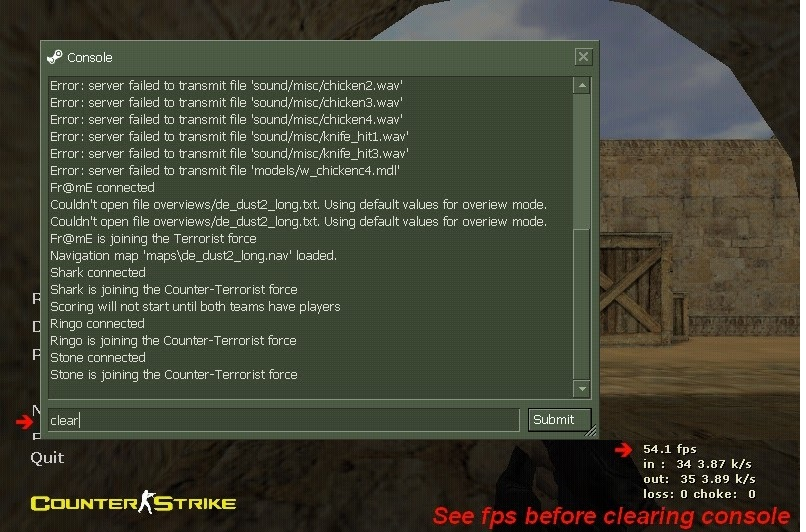 Console
Error: server failed to transmit file 'sound/misc/chicken2.wav'
Error: server failed to transmit file 'sound/misc/chicken3.wav'
Error: server failed to transmit file 'sound/misc/chicken4.wav'
Error: server failed to transmit file 'sound/misc/knife_hit1.wav'
Error: server failed to transmit file 'sound/misc/knife_hit3.wav'
Error: server failed to transmit file 'models/w_chickenc4.mdl'
Fr@mE connected
Couldn't open file overviews/de_dust2_long.txt. Using default values for overiew mode.
Couldn't open file overviews/de_dust2_long.txt. Using default values for overiew mode.
Fr@mE is joining the Terrorist force
Navigation map 'maps\de_dust2_long.nav' loaded.
Shark connected
Shark is joining the Counter-Terrorist force
Scoring will not start until both teams have players
Ringo connected
Ringo is joining the Counter-Terrorist force
Stone connected
Stone is joining the Counter-Terrorist force
clear
Submit
Quit
54.1 fps
in : 34 3.87 k/s
out: 35 3.89 k/s
loss: 0 choke: 0
COUNTER STRIKE
See fps before clearing console